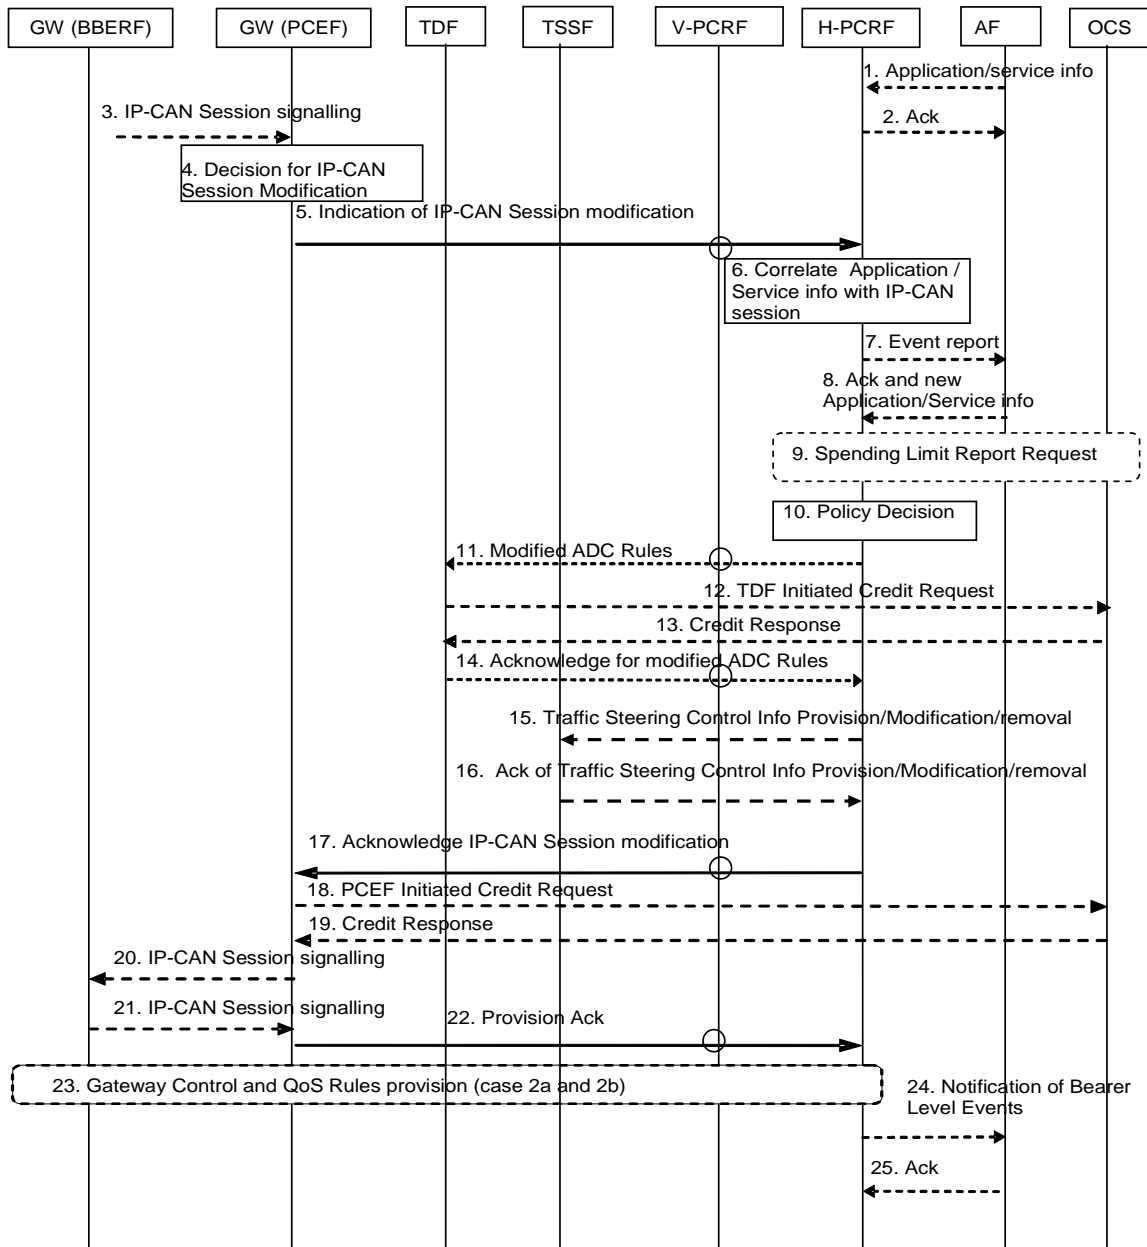 GW (BBERF)
GW (PCEF)
TDF
TSSF
V-PCRF
H-PCRF
AF
OCS
1. Application/service info
2. Ack
3. IP-CAN Session signalling
4. Decision for IP-CAN
Session Modification
5. Indication of IP-CAN Session modification
6. Correlate Application /
Service info with IP-CAN
session
7. Event report
8. Ack and new
Application/Service info
9. Spending Limit Report Request
10. Policy Decision
11. Modified ADC Rules
12. TDF Initiated Credit Request
13. Credit Response
14. Acknowledge for modified ADC Rules
15. Traffic Steering Control Info Provision/Modification/removal
16. Ack of Traffic Steering Control Info Provision/Modification/removal
17. Acknowledge IP-CAN Session modification
18. PCEF Initiated Credit Request
19. Credit Response
20. IP-CAN Session signalling
21. IP-CAN Session signalling
22. Provision Ack
23. Gateway Control and QoS Rules provision (case 2a and 2b)
24. Notification of Bearer
Level Events
25. Ack